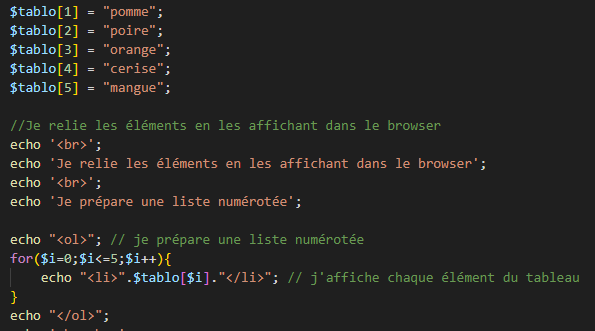 $tablo[1] = "pomme";
$tablo[2] = "poire";
$tablo[3] = "orange";
$tablo[4] = "cerise";
$tablo[5] = "mangue";
//Je relie les éléments en les affichant dans le browser
echo '<br>';
echo 'Je relie les éléments en les affichant dans le browser';
echo '<br>';
echo 'Je prépare une liste numérotée';
echo "<ol>"; // je prépare une liste numérotée
for($i=0;$i<=5;$i++){
echo "<li>".$tablo[$i]."</li>"; // j'affiche chaque élément du tableau
}
echo "</ol>";